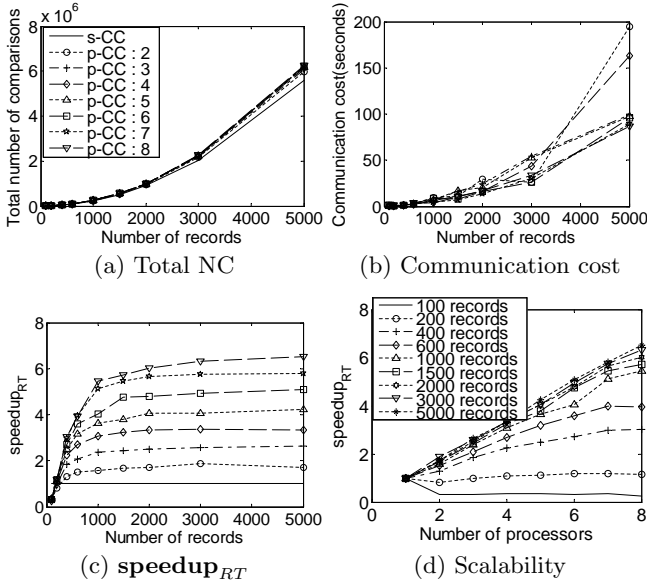 x 10^6
8
6
4
2
0
Total number of comparisons
s-CC
p-CC : 2
p-CC : 3
p-CC : 4
p-CC : 5
p-CC : 6
p-CC : 7
p-CC : 8
0 1000 2000 3000 4000 5000
Number of records
(a) Total NC
200
150
100
50
0
Communication cost(seconds)
0 1000 2000 3000 4000 5000
Number of records
(b) Communication cost
8
6
4
2
0
speedup_RT
0 1000 2000 3000 4000 5000
Number of records
(c) speedup_RT
8
6
4
2
0
speedup_RT
100 records
200 records
400 records
600 records
1000 records
1500 records
2000 records
3000 records
5000 records
0 2 4 6 8
Number of processors
(d) Scalability